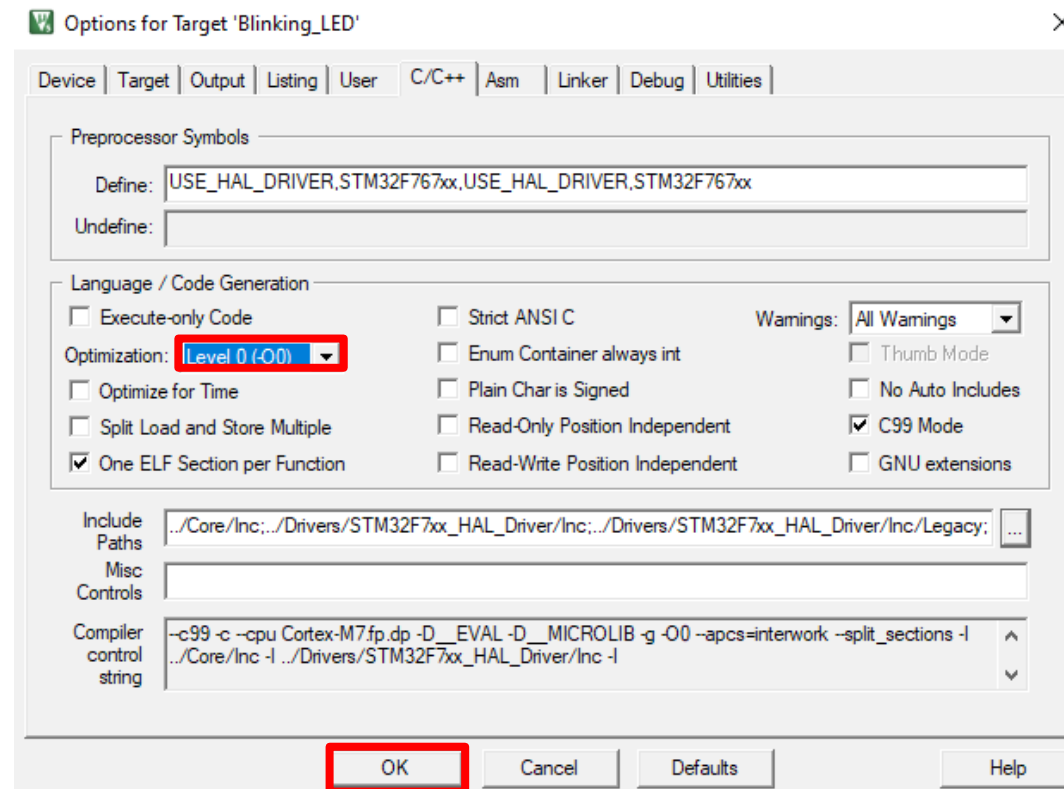 Options for Target 'Blinking_LED'
Device Target Output Listing User C/C++ Asm Linker Debug Utilities
Preprocessor Symbols
Define: USE_HAL_DRIVER,STM32F767xx,USE_HAL_DRIVER,STM32F767xx
Undefine:
Language / Code Generation
Execute-only Code Strict ANSI C Warnings: All Warnings
Optimization: Level 0 (-O0) Enum Container always int Thumb Mode
Optimize for Time Plain Char is Signed No Auto Includes
Split Load and Store Multiple Read-Only Position Independent C99 Mode
One ELF Section per Function Read-Write Position Independent GNU extensions
Include Paths ../Core/Inc;../Drivers/STM32F7xx_HAL_Driver/Inc;../Drivers/STM32F7xx_HAL_Driver/Inc/Legacy; ...
Misc Controls
Compiler control string --c99 -c --cpu Cortex-M7.fp.dp -D__EVAL -D__MICROLIB -g -O0 --apcs=interwork --split_sections -I
../Core/Inc -I ../Drivers/STM32F7xx_HAL_Driver/Inc -I
OK Cancel Defaults Help